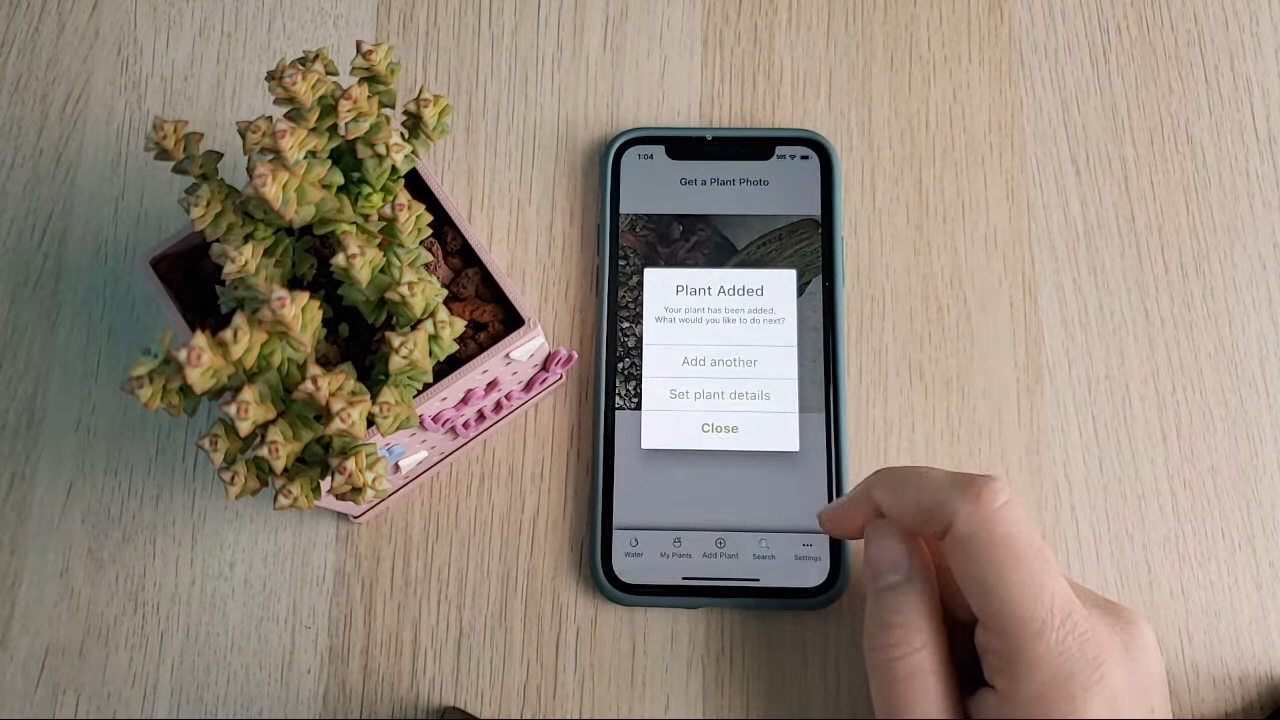 1:04
SOS
Get a Plant Photo
Plant Added
Your plant has been added.
What would you like to do next?
Add another
Set plant details
Close
Water
My Plants
Add Plant
Search
Settings